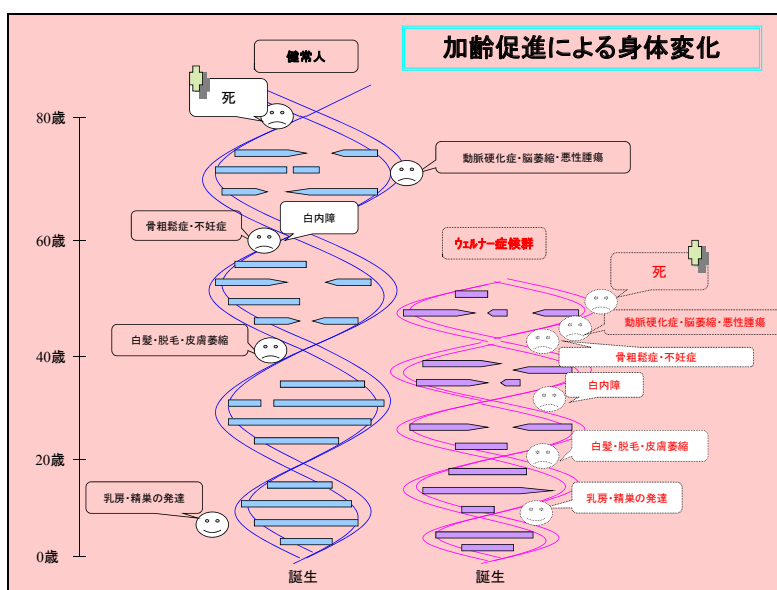 加齢促進による身体変化
健常人
死
80歳
動脈硬化症・脳萎縮・悪性腫瘍
骨粗鬆症・不妊症
白内障
60歳
ウェルナー症候群
死
動脈硬化症・脳萎縮・悪性腫瘍
白髪・脱毛・皮膚萎縮
骨粗鬆症・不妊症
40歳
白内障
白髪・脱毛・皮膚萎縮
20歳
乳房・精巣の発達
乳房・精巣の発達
0歳
誕生
誕生